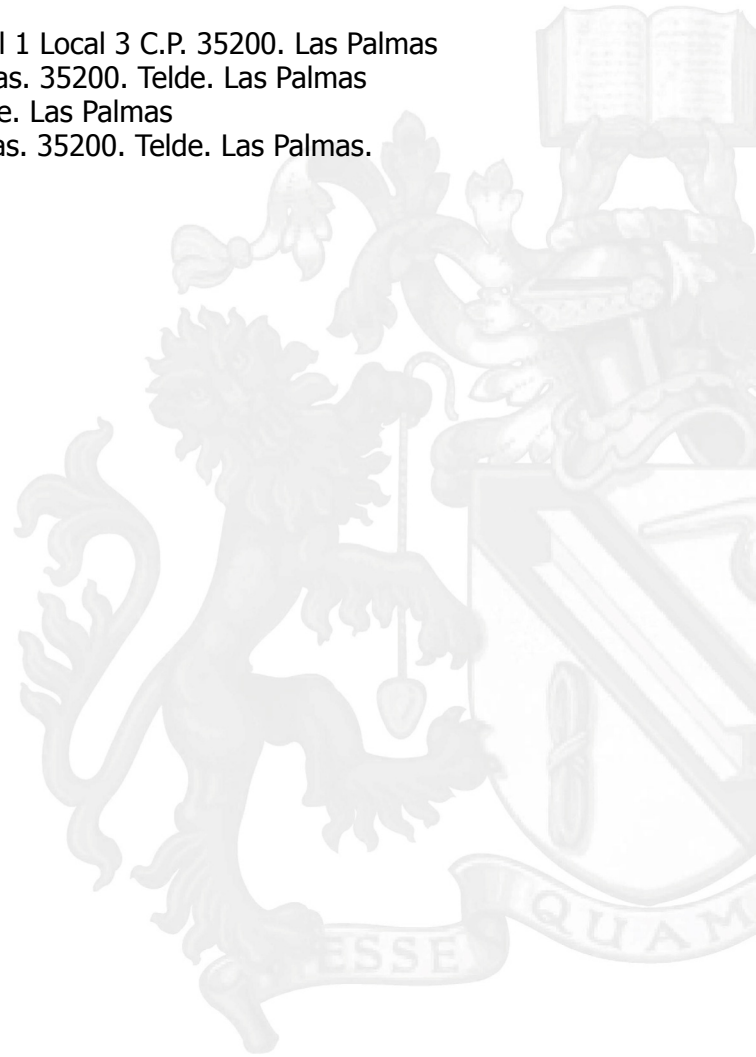 l 1 Local 3 C.P. 35200. Las Palmas
as. 35200. Telde. Las Palmas
e. Las Palmas
as. 35200. Telde. Las Palmas.
ESSE QUAM